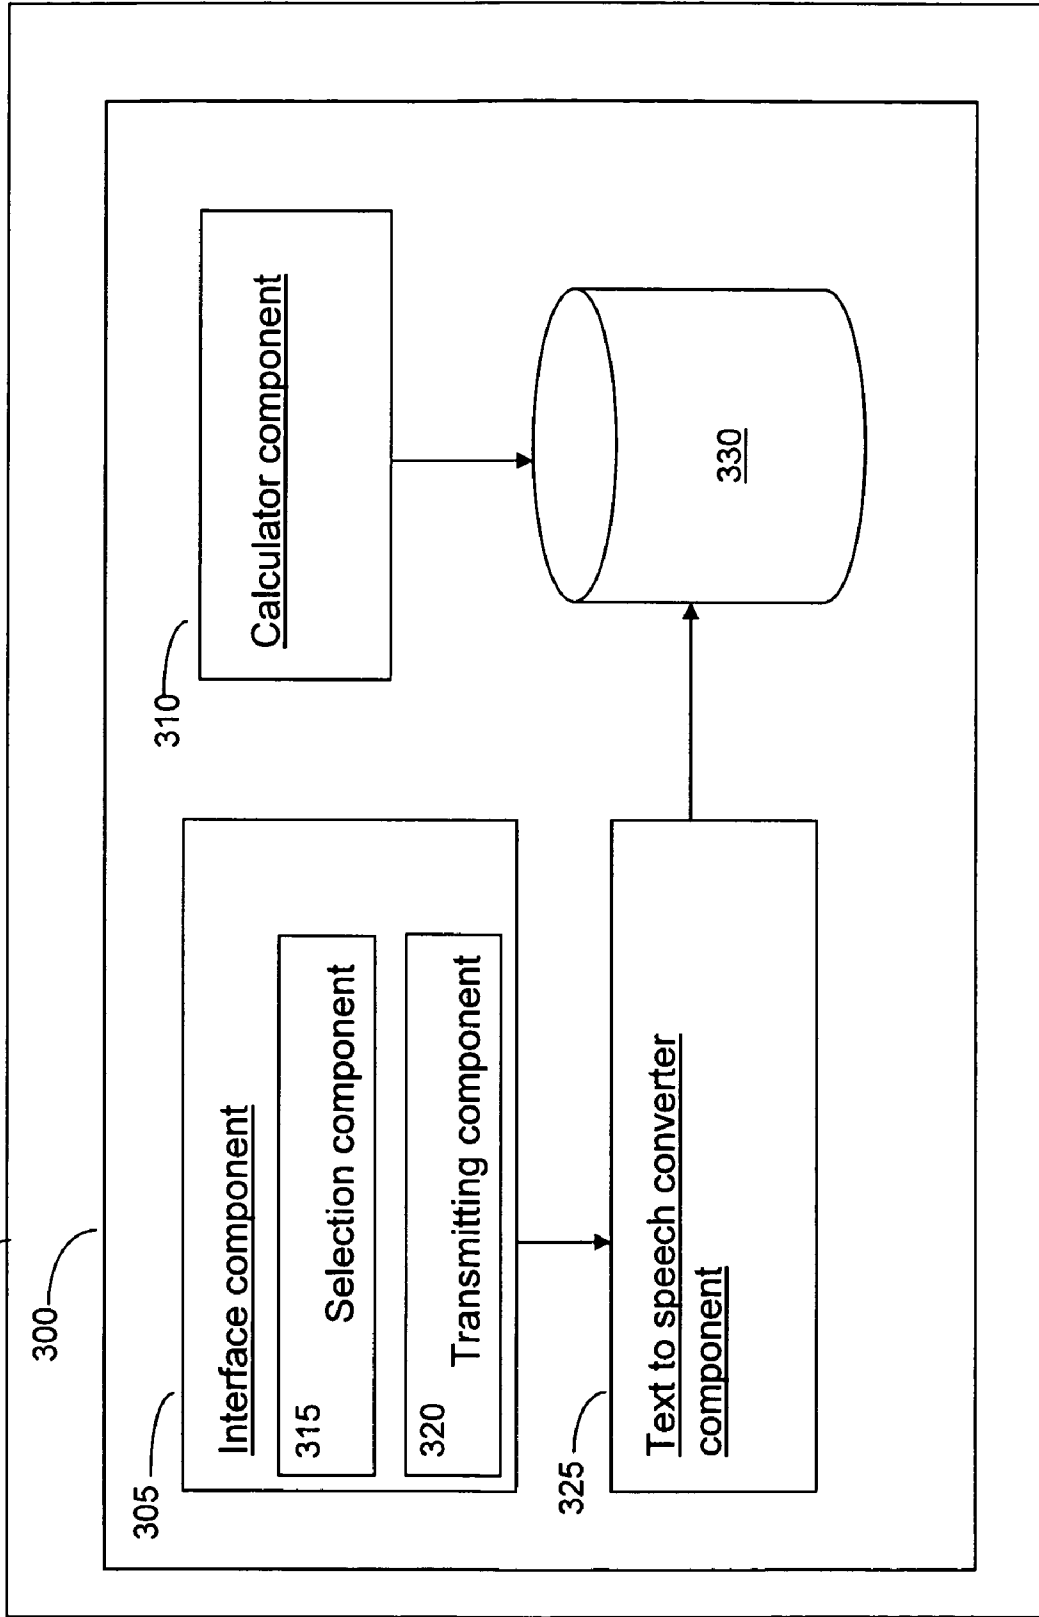 300
305
Interface component
315
Selection component
320
Transmitting component
310
Calculator component
325
Text to speech converter
component
330